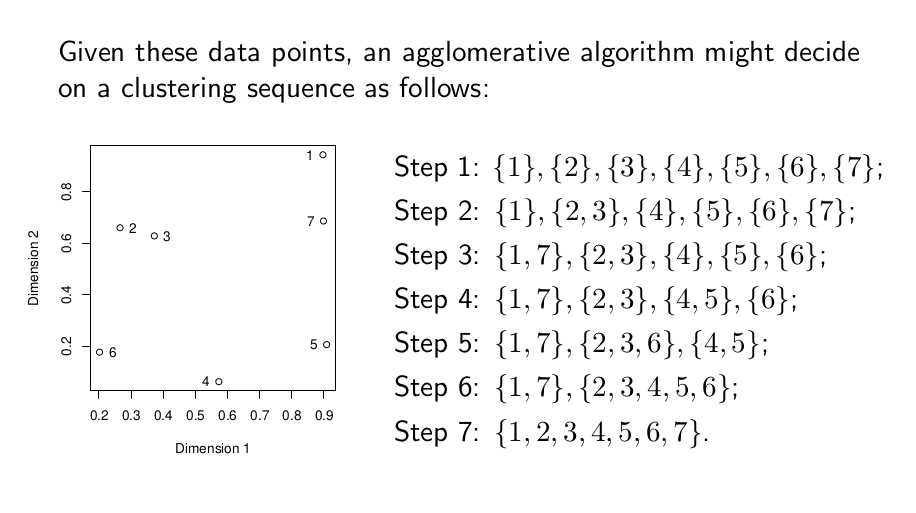 Given these data points, an agglomerative algorithm might decide
on a clustering sequence as follows:
1
7
2
3
5
6
4
0.8
0.6
0.4
0.2
Dimension 2
0.2 0.3 0.4 0.5 0.6 0.7 0.8 0.9
Dimension 1
Step 1: {1}, {2}, {3}, {4}, {5}, {6}, {7};
Step 2: {1}, {2, 3}, {4}, {5}, {6}, {7};
Step 3: {1, 7}, {2, 3}, {4}, {5}, {6};
Step 4: {1, 7}, {2, 3}, {4, 5}, {6};
Step 5: {1, 7}, {2, 3, 6}, {4, 5};
Step 6: {1, 7}, {2, 3, 4, 5, 6};
Step 7: {1, 2, 3, 4, 5, 6, 7}.